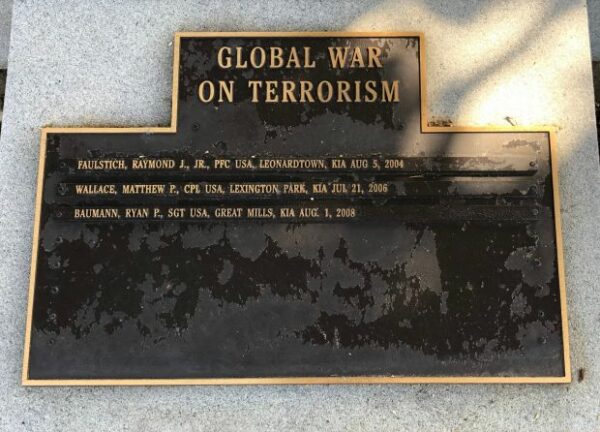 GLOBAL WAR
ON TERRORISM
FAULSTICH, RAYMOND J., JR., PFC USA, LEONARDTOWN, KIA AUG 5, 2004
WALLACE, MATTHEW P., CPL USA, LEXINGTON PARK, KIA JUL 21, 2006
BAUMANN, RYAN P., SGT USA, GREAT MILLS, KIA AUG. 1, 2008